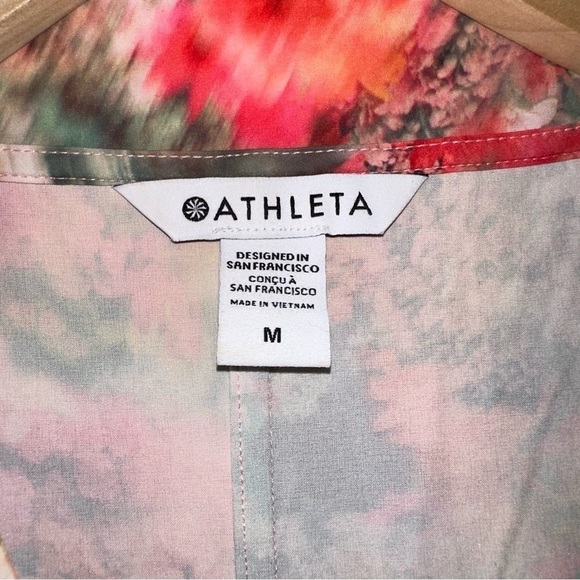 ATHLETA
DESIGNED IN
SAN FRANCISCO
CONÇU À
SAN FRANCISCO
MADE IN VIETNAM
M